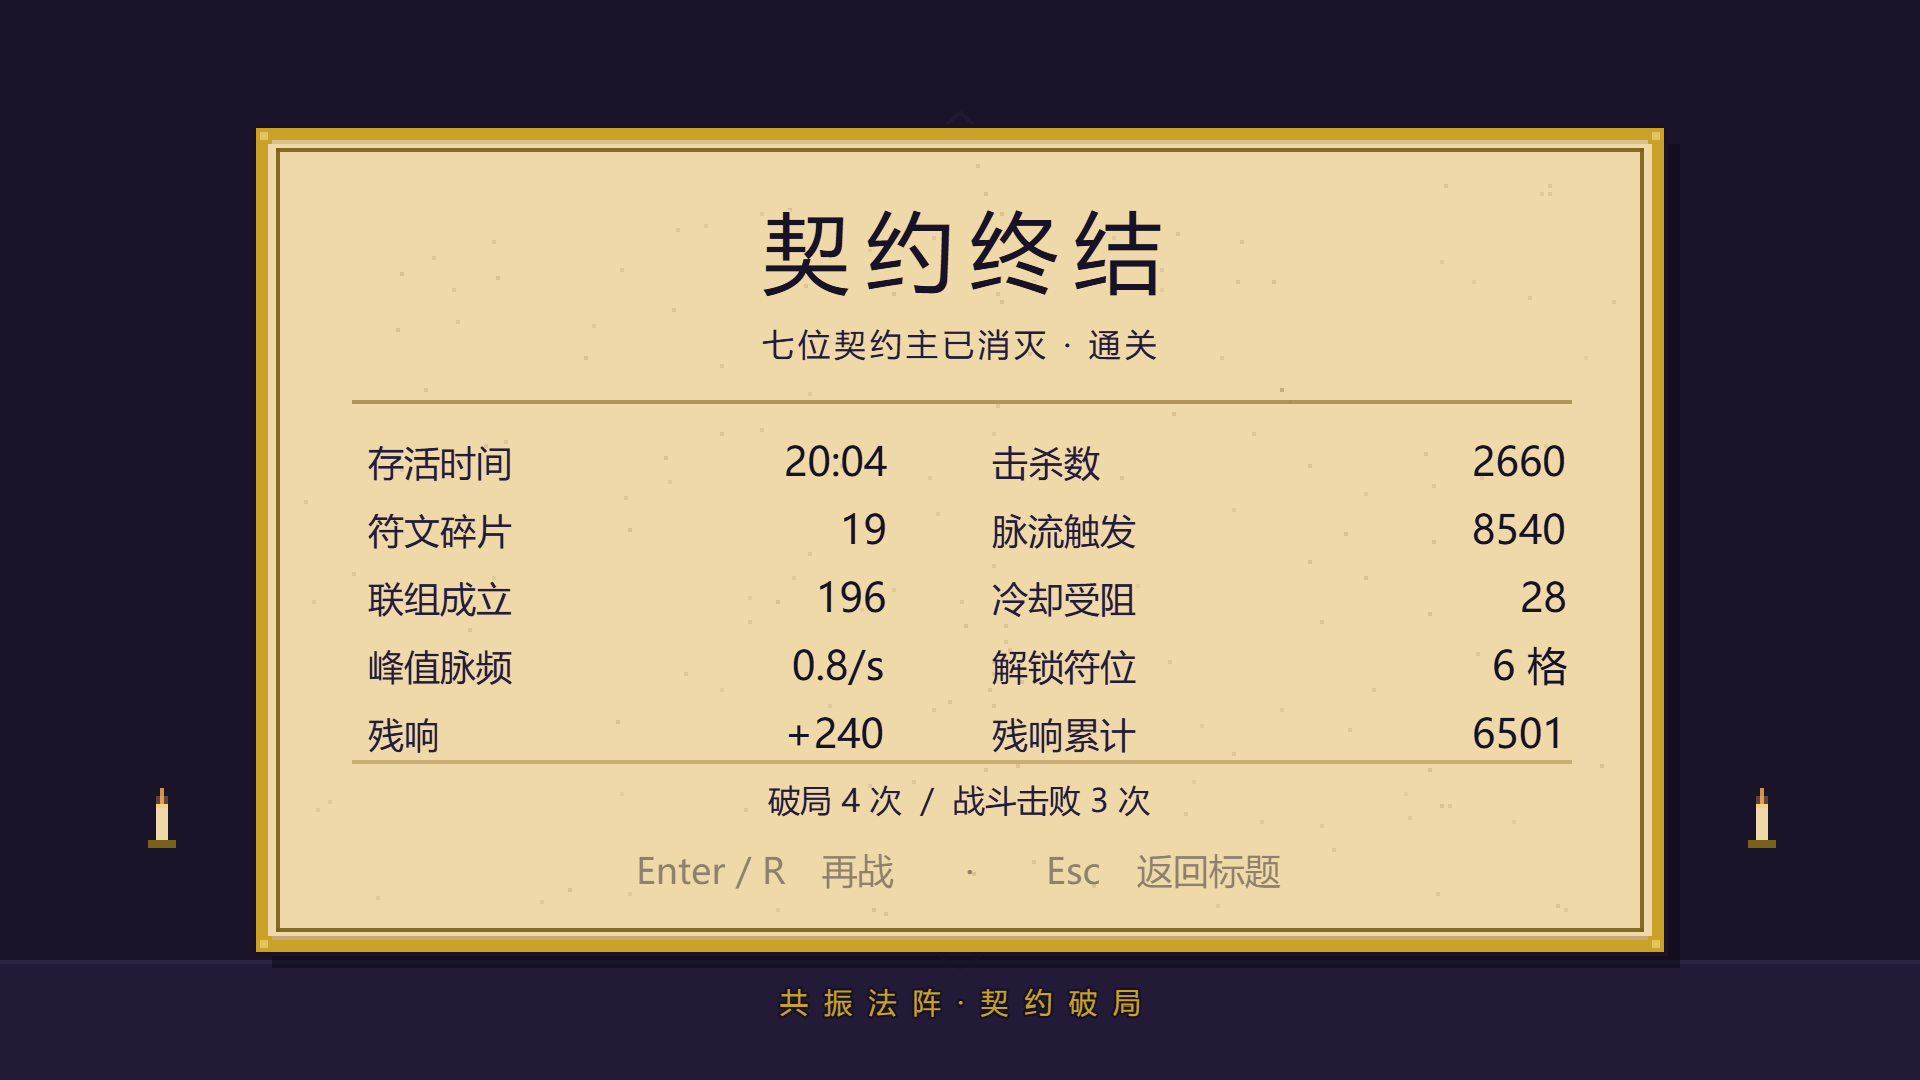 契约终结
七位契约主已消灭 · 通关
存活时间 20:04 击杀数 2660
符文碎片 19 脉流触发 8540
联组成立 196 冷却受阻 28
峰值脉频 0.8/s 解锁符位 6 格
残响 +240 残响累计 6501
破局 4 次 / 战斗击败 3 次
Enter / R 再战 · Esc 返回标题
共振法阵·契约破局